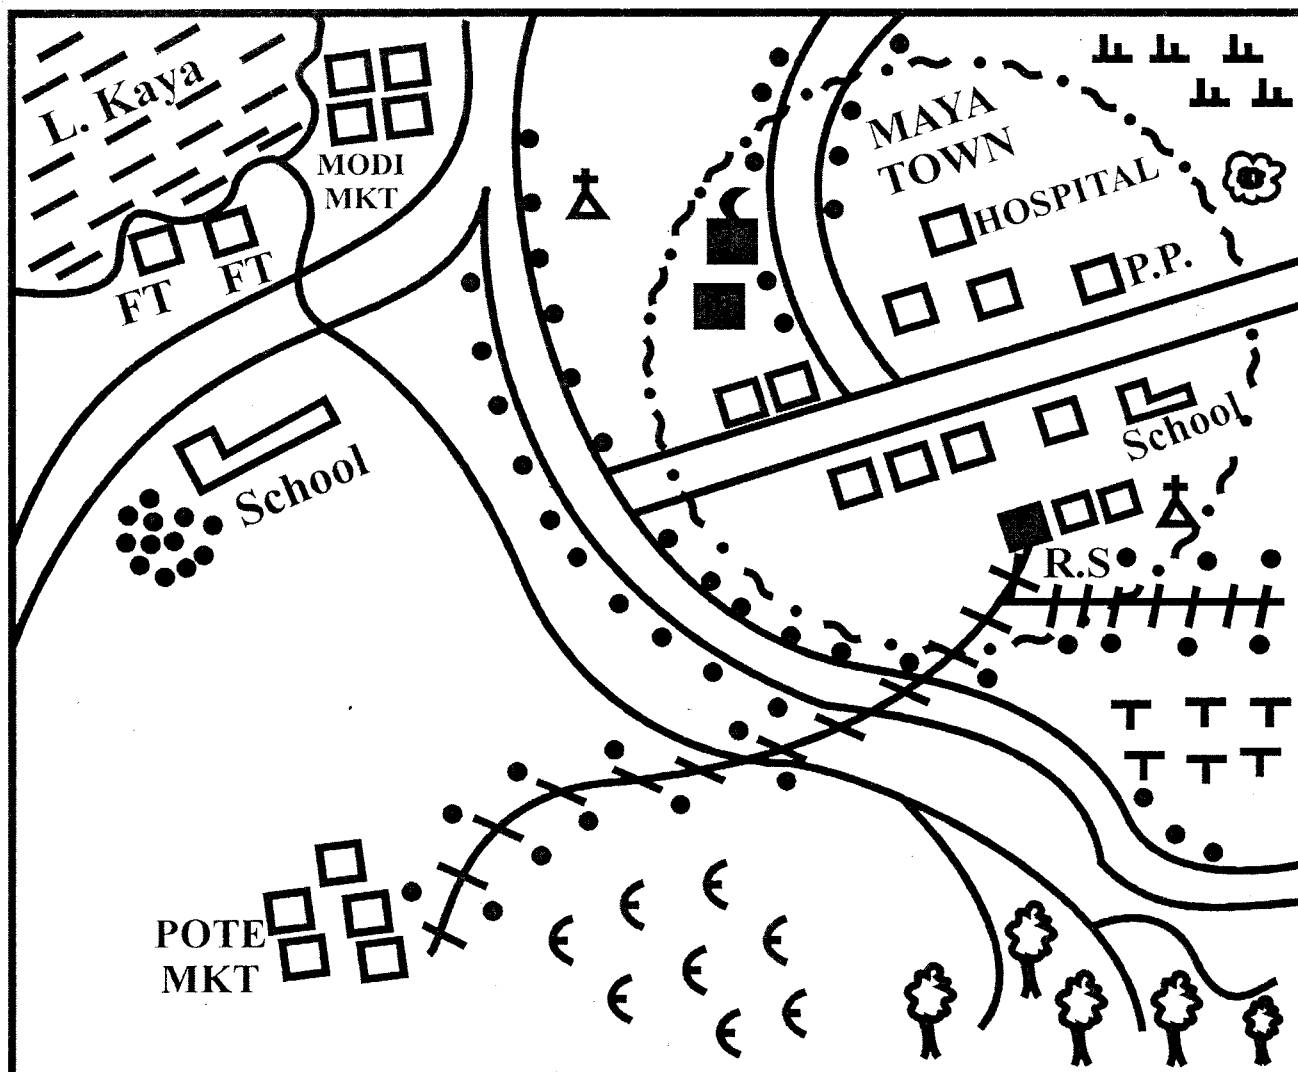 L. Kaya
MODI
MKT
MAYA
TOWN
HOSPITAL
P.P.
FT
FT
School
School
R.S
POTE
MKT